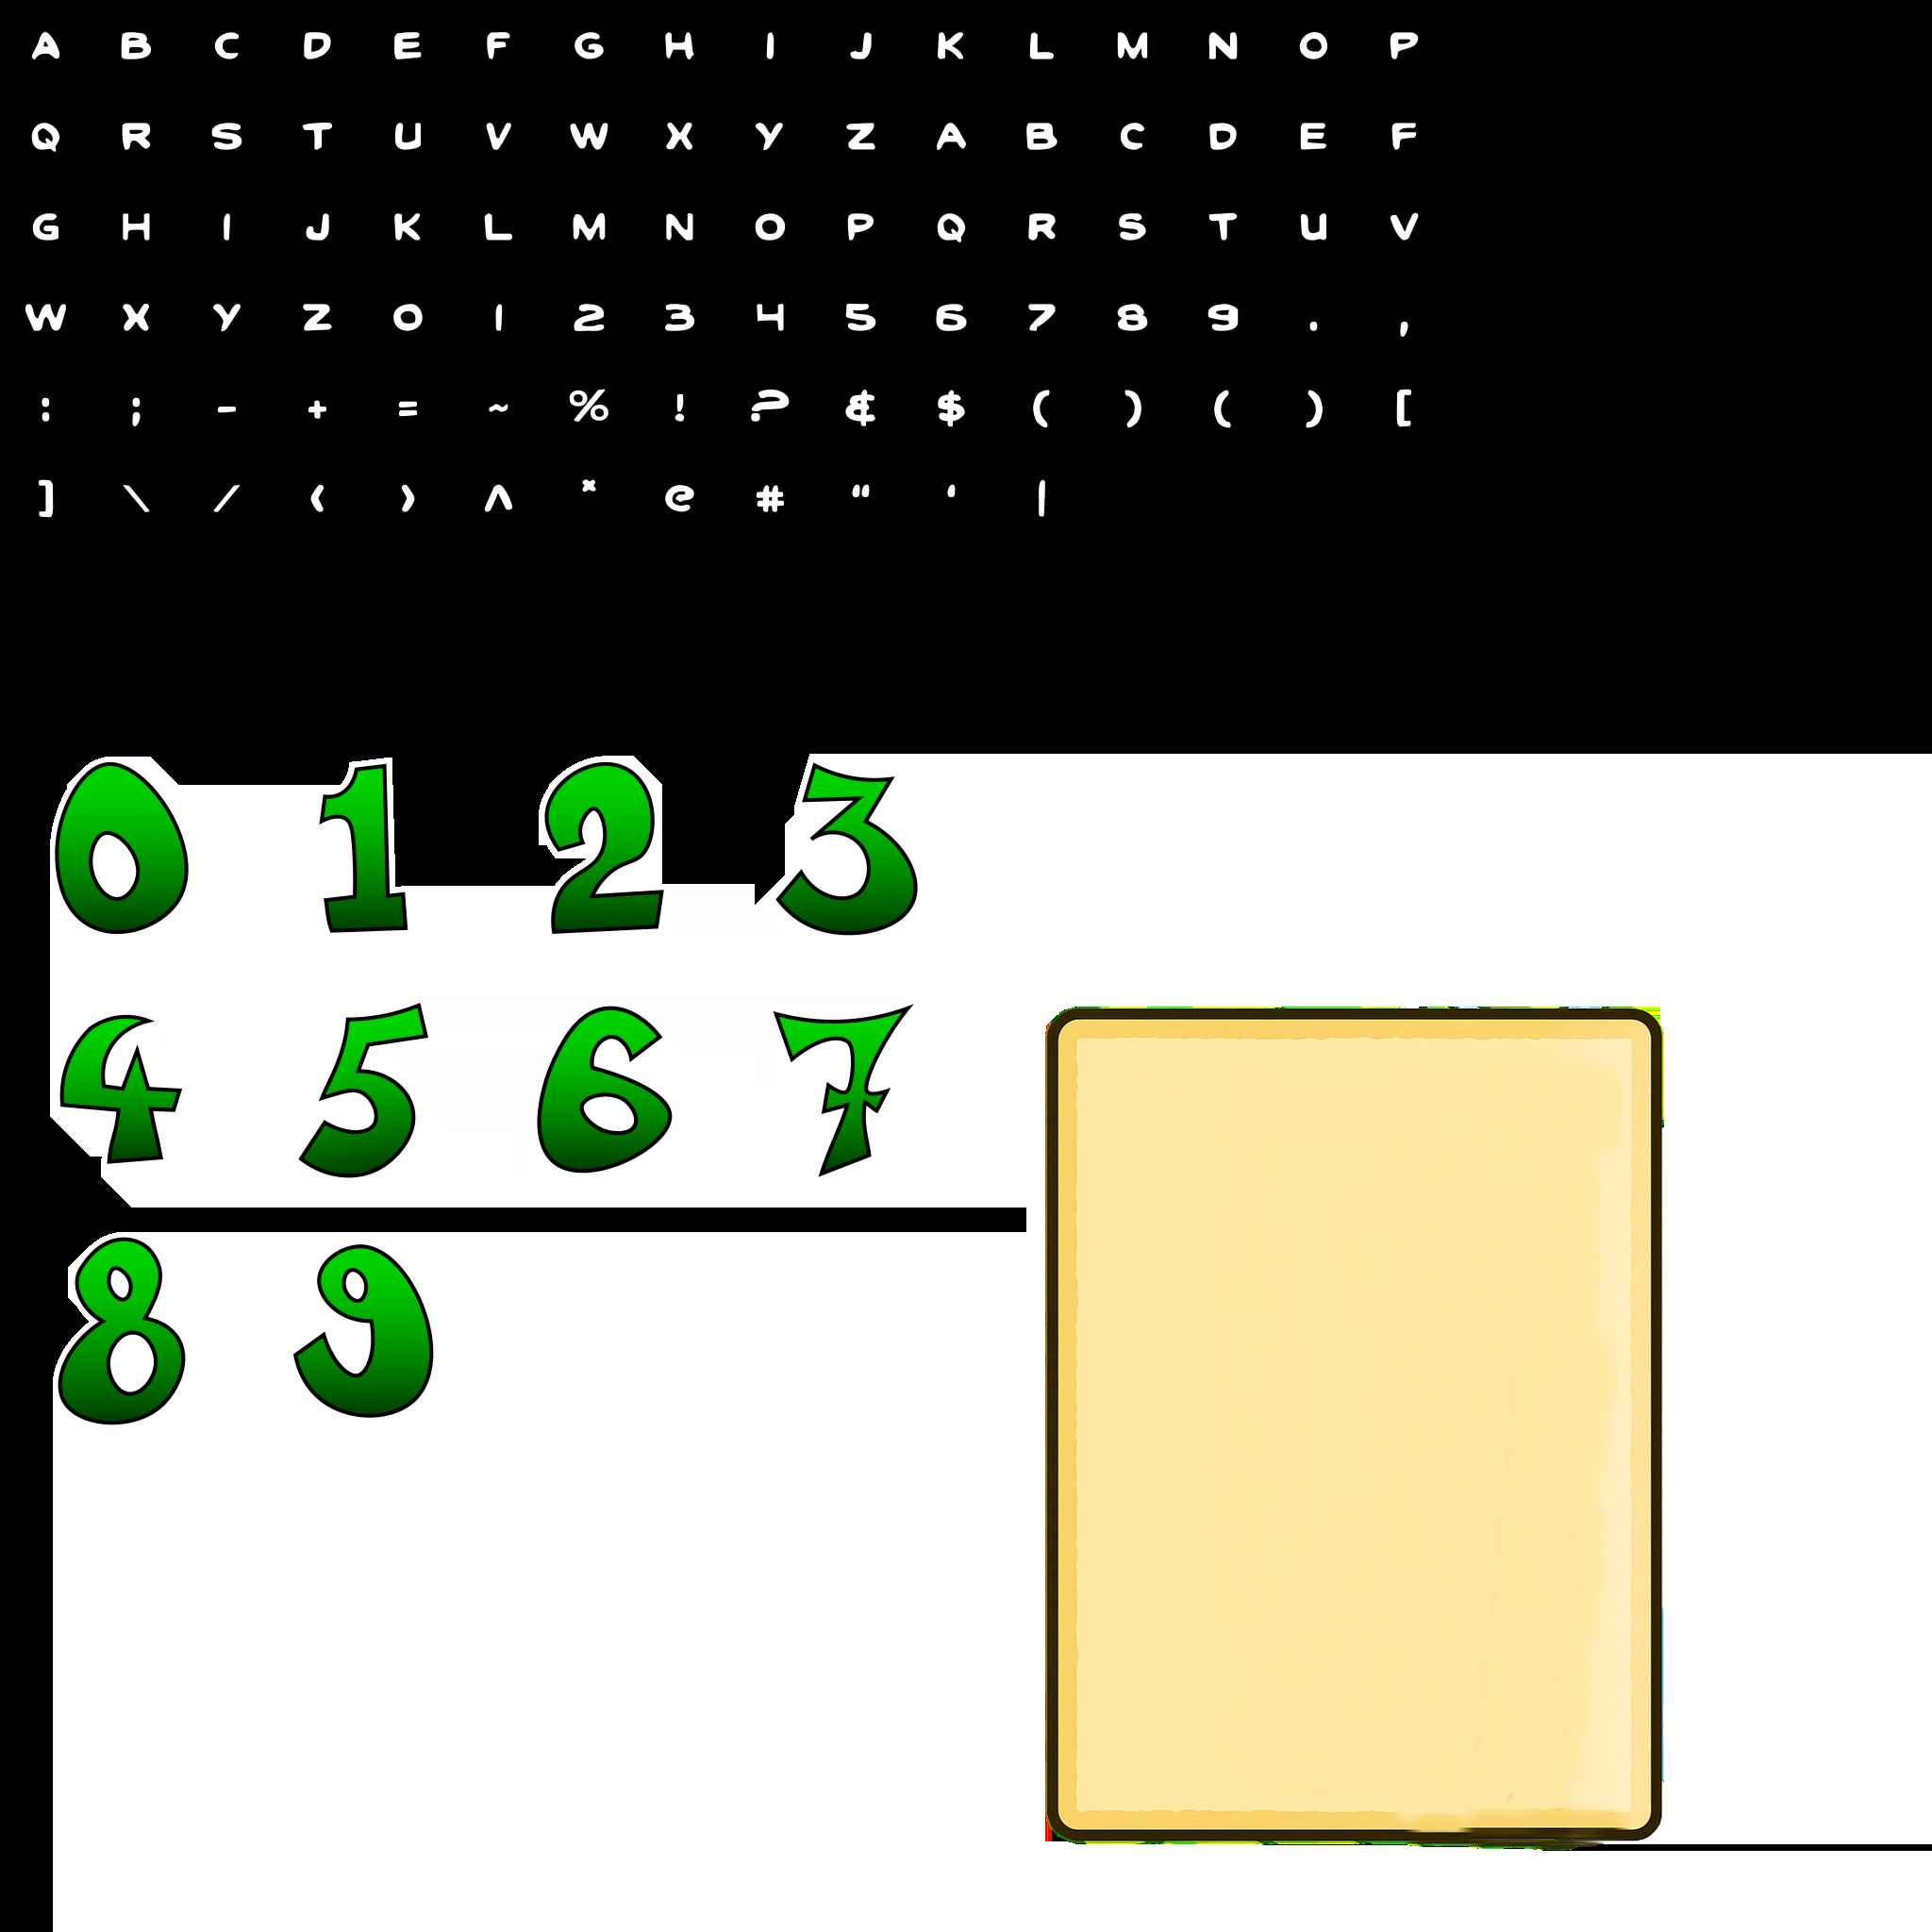 A B C D E F G H I J K L M N O P
Q R S T U V W X Y Z A B C D E F
G H I J K L M N O P Q R S T U V
W X Y Z 0 1 2 3 4 5 6 7 8 9 . ,
: ; - + = ~ % ! ? ¢ $ ( ) ( ) [
] \ / < > ^ * @ # " ' |
0 1 2 3
4 5 6 7
8 9